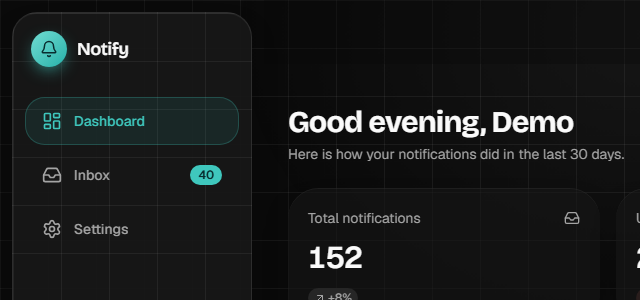 Notify
Dashboard
Inbox 40
Settings
Good evening, Demo
Here is how your notifications did in the last 30 days.
Total notifications
152
+8%